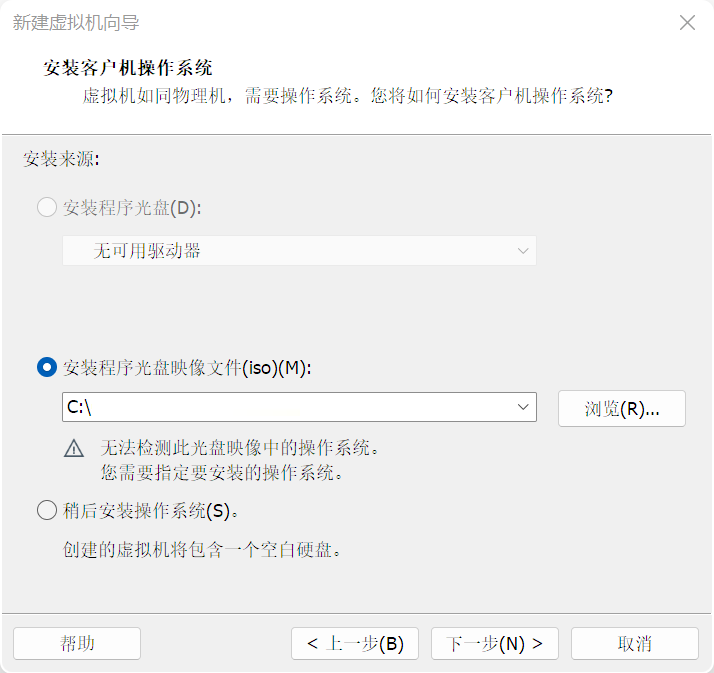 新建虚拟机向导
安装客户机操作系统
虚拟机如同物理机，需要操作系统。您将如何安装客户机操作系统?
安装来源:
安装程序光盘(D):
无可用驱动器
安装程序光盘映像文件(iso)(M):
C:\
浏览(R)...
无法检测此光盘映像中的操作系统。
您需要指定要安装的操作系统。
稍后安装操作系统(S)。
创建的虚拟机将包含一个空白硬盘。
帮助
< 上一步(B)
下一步(N) >
取消